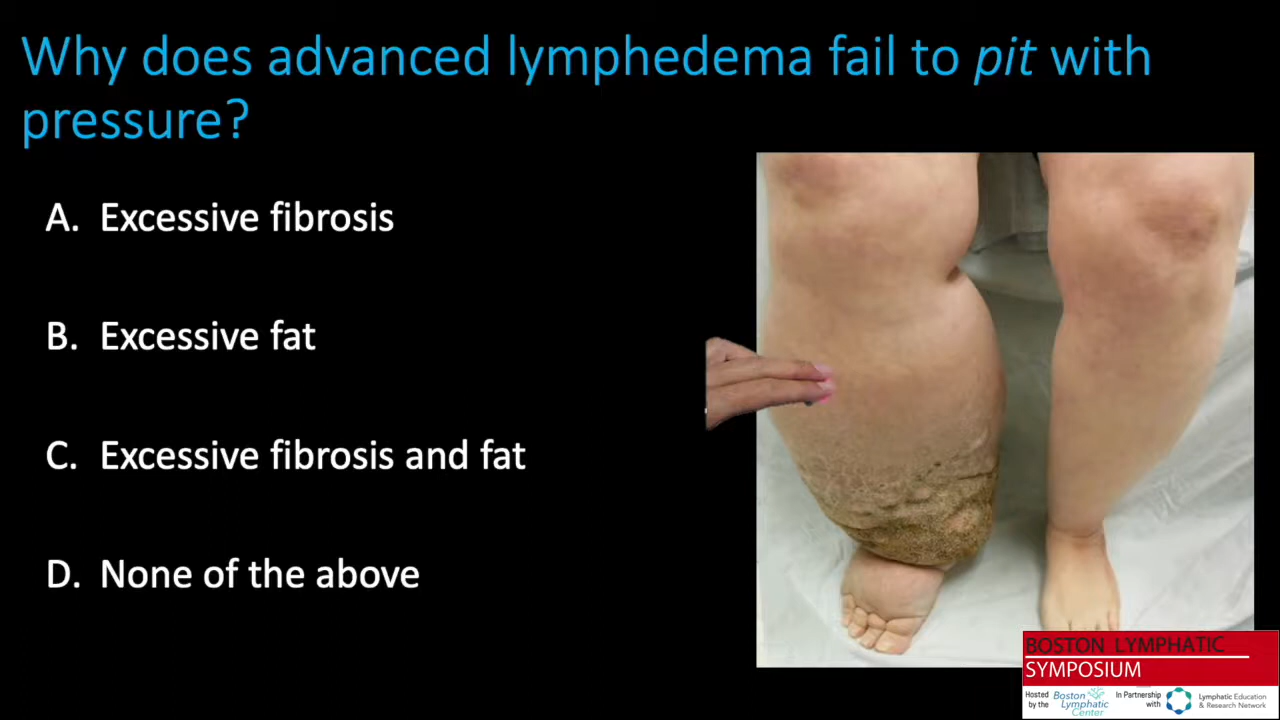 Why does advanced lymphedema fail to pit with
pressure?
A. Excessive fibrosis
B. Excessive fat
C. Excessive fibrosis and fat
D. None of the above
BOSTON LYMPHATIC
SYMPOSIUM
Hosted
by the
Boston
Lymphatic
Center
In Partnership
with
Lymphatic Education
& Research Network